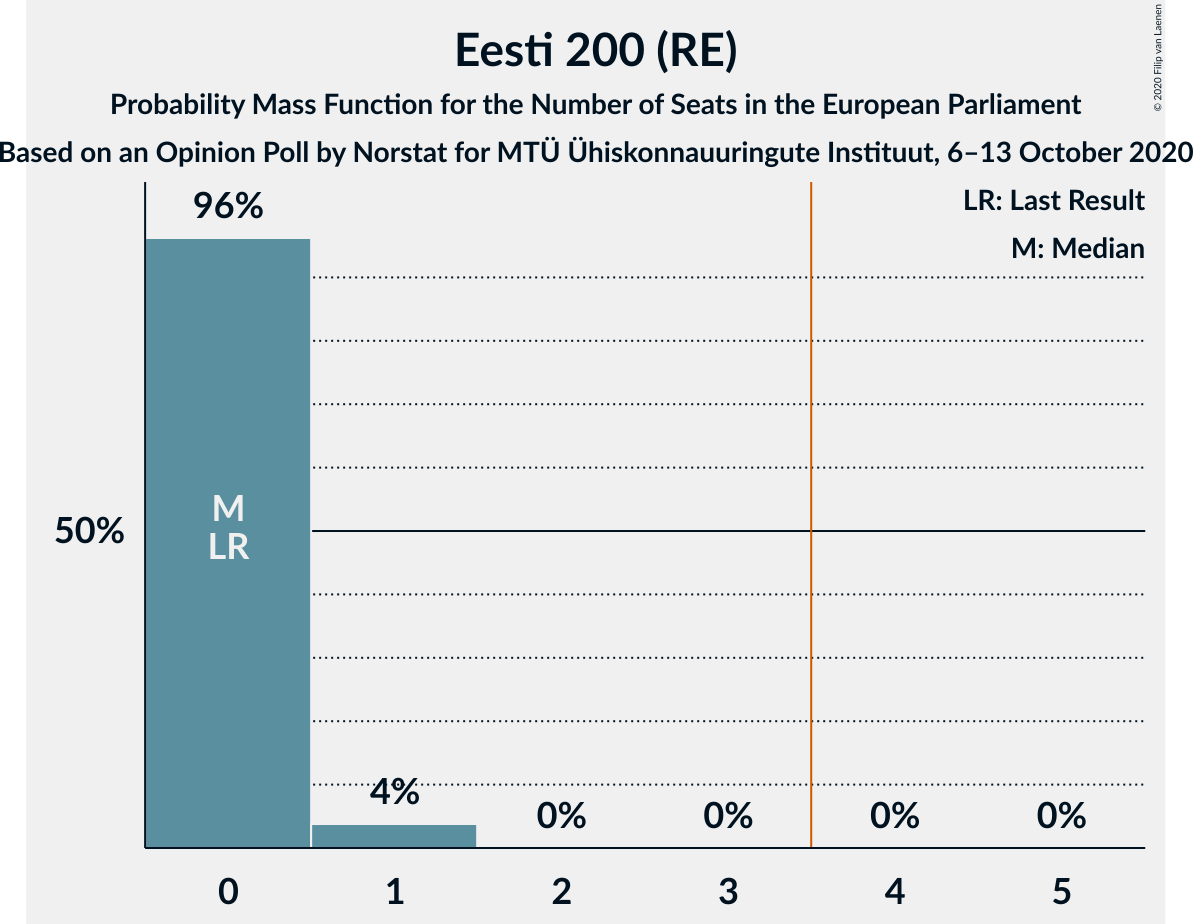 Eesti 200 (RE)
Probability Mass Function for the Number of Seats in the European Parliament
Based on an Opinion Poll by Norstat for MTÜ Ühiskonnauuringute Instituut, 6–13 October 2020
© 2020 Filip van Laenen
LR: Last Result
M: Median
96%
M
LR
50%
4%
0%
0%
0%
0%
0
1
2
3
4
5